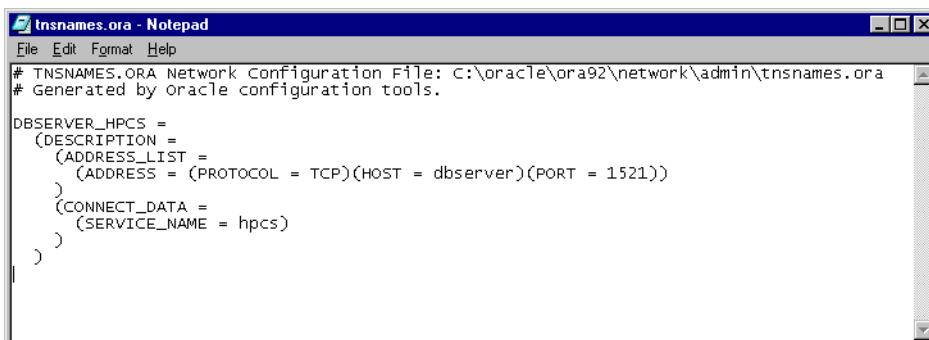 tnsnames.ora - Notepad
File Edit Format Help
# TNSNAMES.ORA Network Configuration File: C:\oracle\ora92\network\admin\tnsnames.ora
# Generated by Oracle configuration tools.
DBSERVER_HPCS =
  (DESCRIPTION =
    (ADDRESS_LIST =
      (ADDRESS = (PROTOCOL = TCP)(HOST = dbserver)(PORT = 1521))
    )
    (CONNECT_DATA =
      (SERVICE_NAME = hpcs)
    )
  )